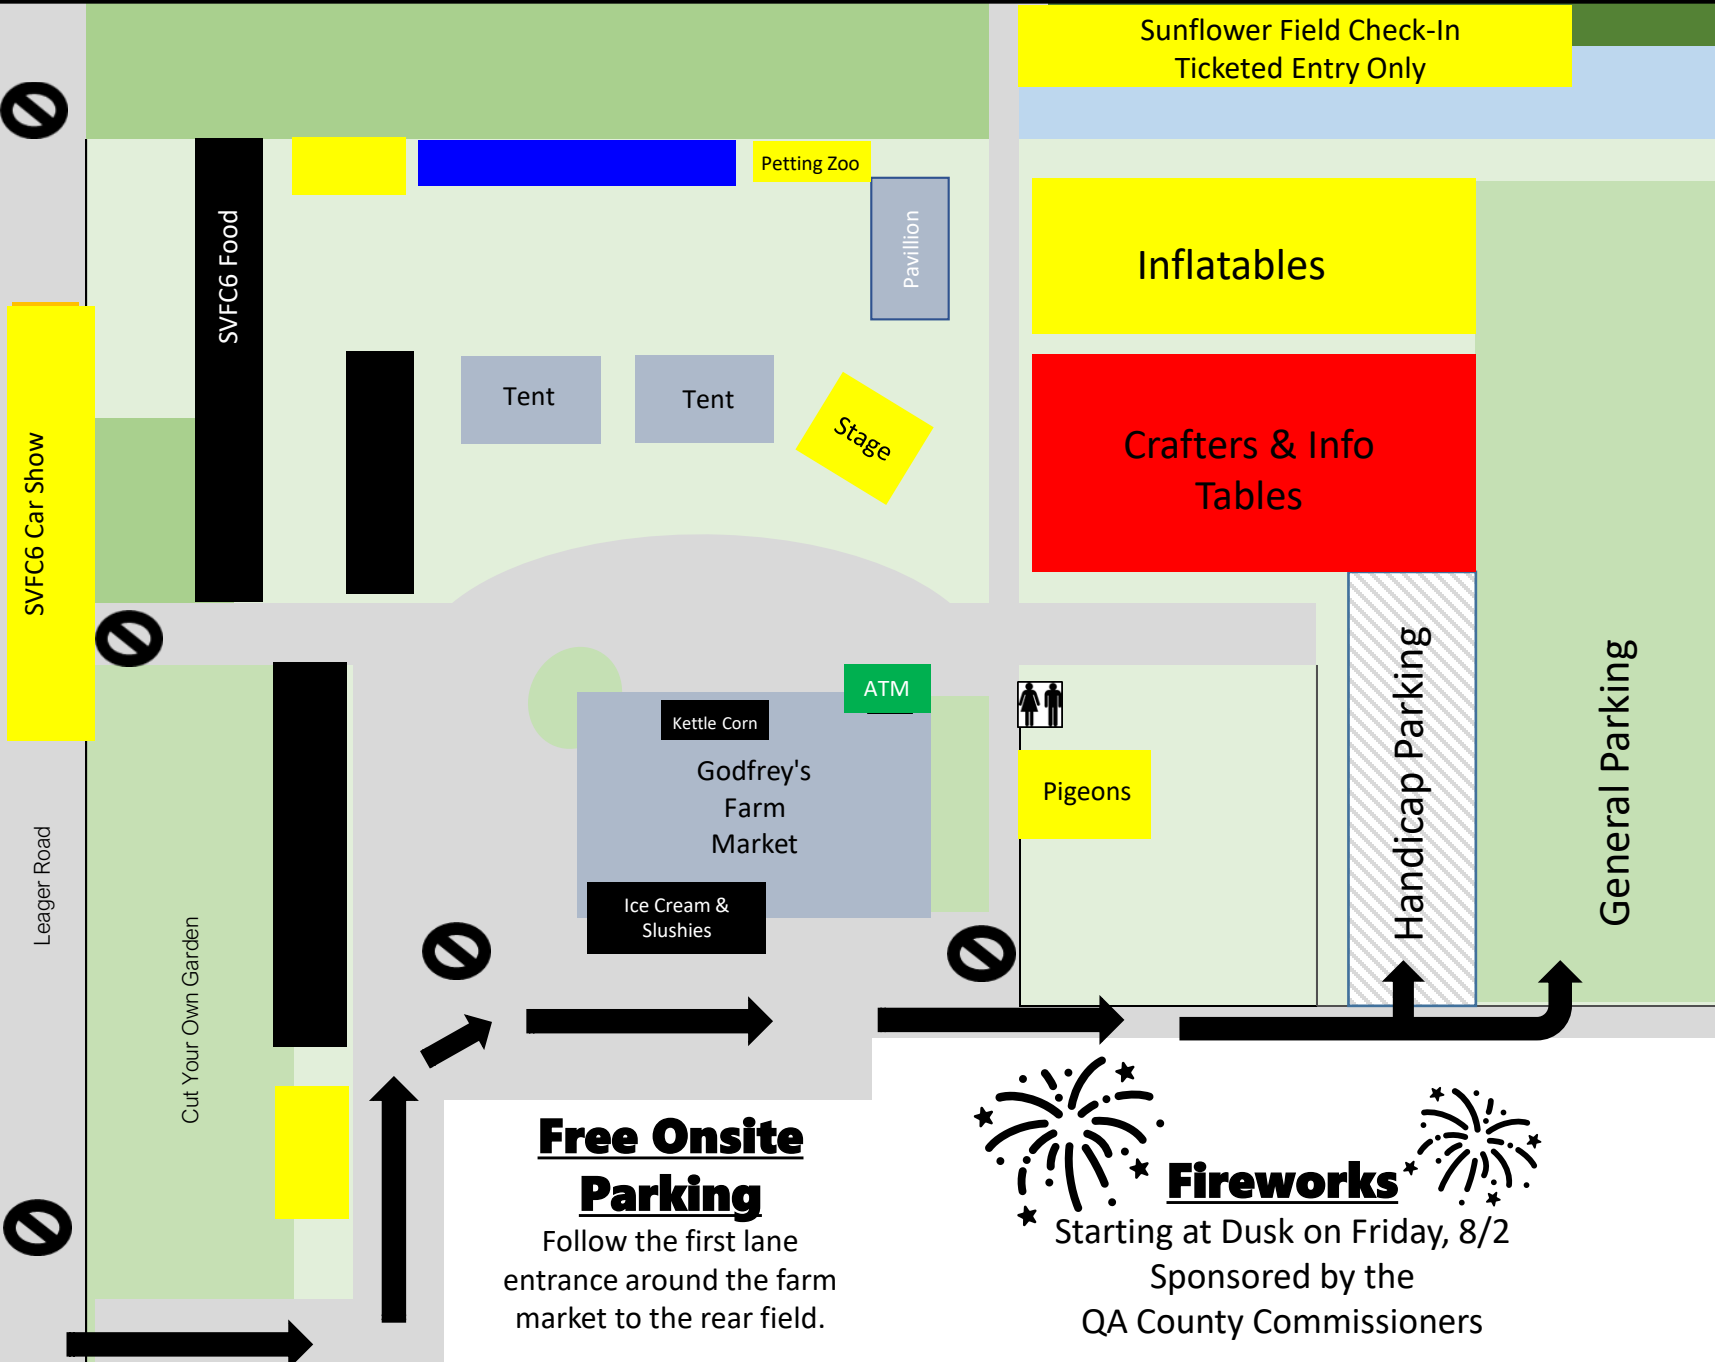 Sunflower Field Check-In
Ticketed Entry Only
Petting Zoo
Pavillion
SVFC6 Food
Inflatables
SVFC6 Car Show
Tent
Tent
Stage
Crafters & Info
Tables
ATM
Kettle Corn
Godfrey's
Farm
Market
Ice Cream &
Slushies
Pigeons
Handicap Parking
General Parking
Leager Road
Cut Your Own Garden
Free Onsite
Parking
Follow the first lane
entrance around the farm
market to the rear field.
Fireworks
Starting at Dusk on Friday, 8/2
Sponsored by the
QA County Commissioners